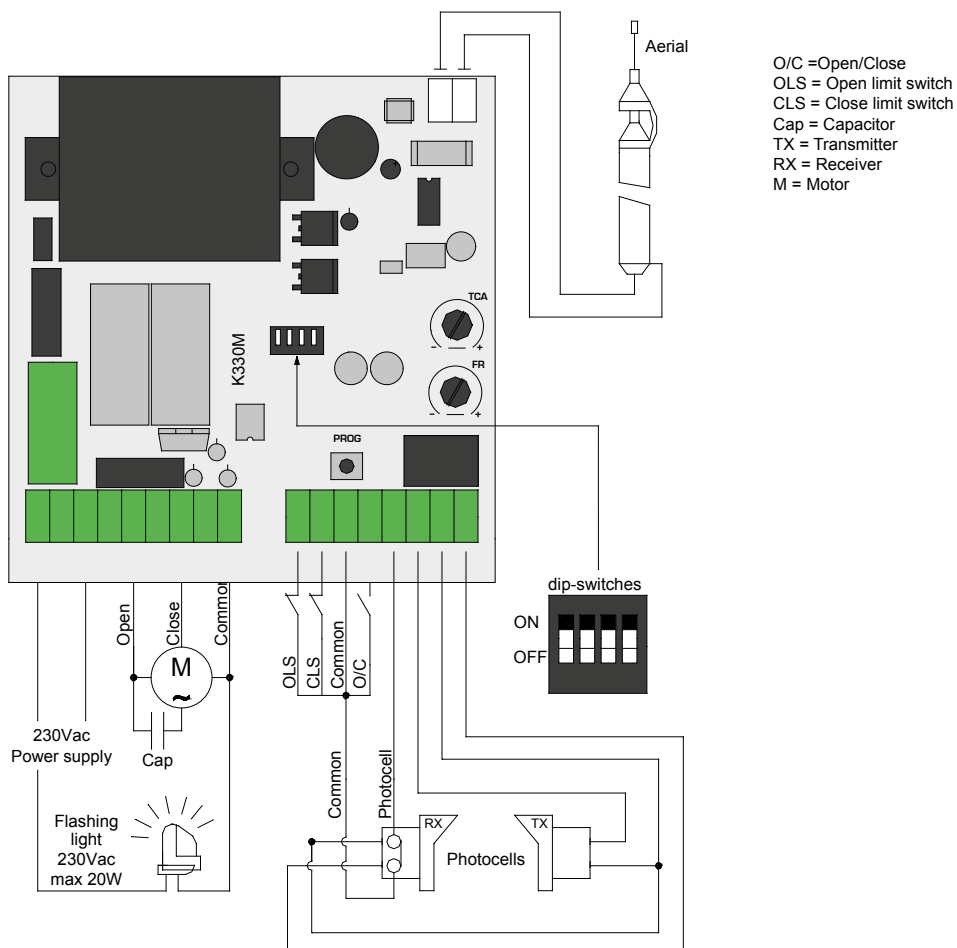 Aerial
O/C =Open/Close
OLS = Open limit switch
CLS = Close limit switch
Cap = Capacitor
TX = Transmitter
RX = Receiver
M = Motor
TCA
- +
K330M
FR
- +
PROG
dip-switches
ON
OFF
Open
Close
Common
OLS
CLS
Common
O/C
M
~
230Vac
Power supply
Cap
Common
Photocell
Flashing
light
230Vac
max 20W
RX
TX
Photocells